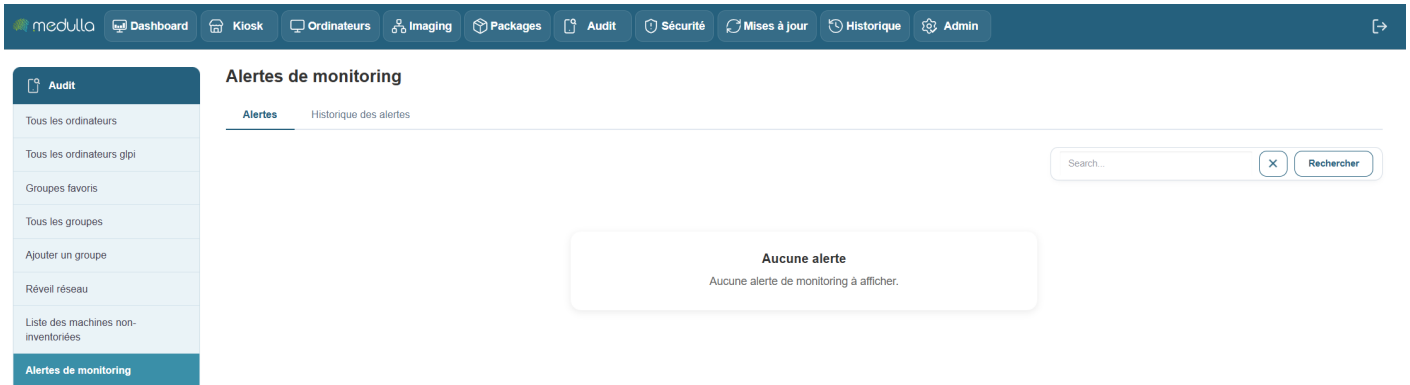 medulla Dashboard Kiosk Ordinateurs Imaging Packages Audit Sécurité Mises à jour Historique Admin
Audit
Tous les ordinateurs
Tous les ordinateurs glpi
Groupes favoris
Tous les groupes
Ajouter un groupe
Réveil réseau
Liste des machines non-
inventoriées
Alertes de monitoring
Alertes de monitoring
Alertes Historique des alertes
Search... Rechercher
Aucune alerte
Aucune alerte de monitoring à afficher.